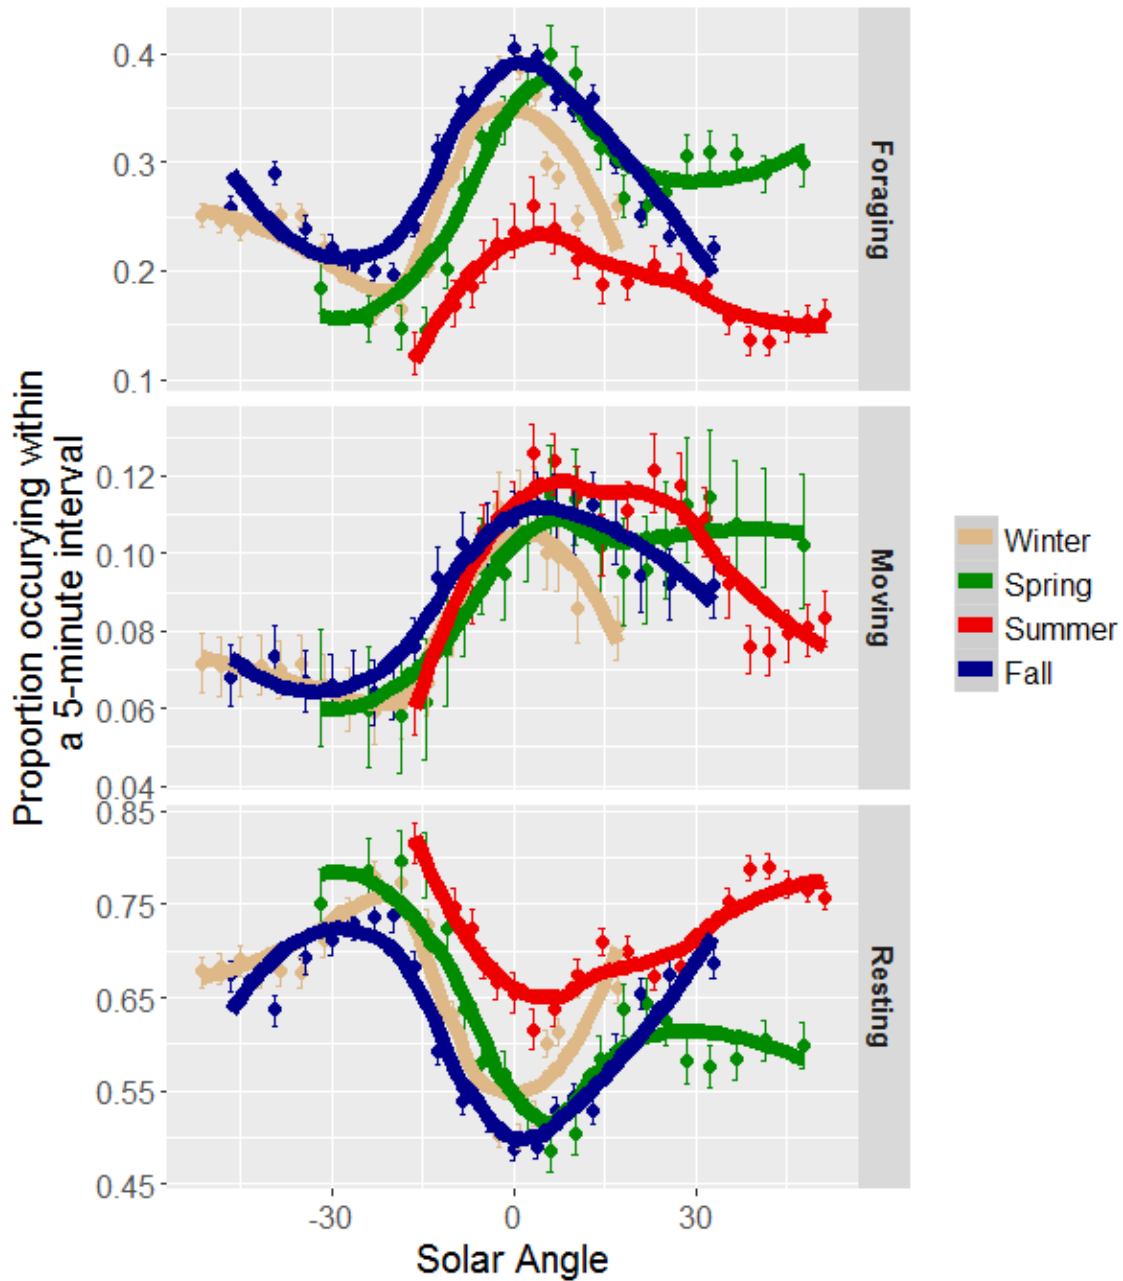 Proportion occurying within
a 5-minute interval
0.4
0.3
0.2
0.1
Foraging
0.12
0.10
0.08
0.06
0.04
Moving
0.85
0.75
0.65
0.55
0.45
Resting
-30
0
30
Solar Angle
Winter
Spring
Summer
Fall